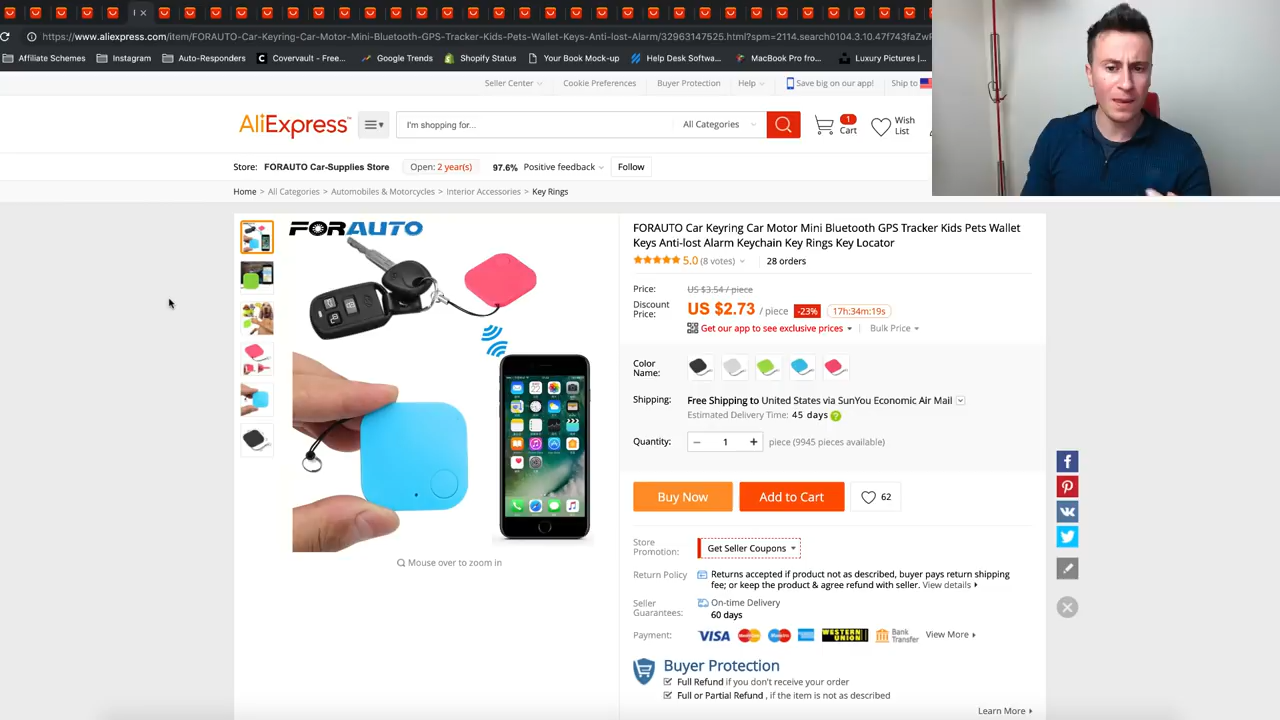 https://www.aliexpress.com/item/FORAUTO-Car-Keyring-Car-Motor-Mini-Bluetooth-GPS-Tracker-Kids-Pets-Wallet-Keys-Anti-lost-Alarm/32963147525.html?spm=2114.search0104.3.10.47f743faZwP
Affiliate Schemes Instagram Auto-Responders Covervault - Free... Google Trends Shopify Status Your Book Mock-up Help Desk Softwa... MacBook Pro fro... Luxury Pictures |...
Seller Center Cookie Preferences Buyer Protection Help Save big on our app! Ship to
AliExpress I'm shopping for... All Categories 1 Cart Wish List
Store: FORAUTO Car-Supplies Store Open: 2 year(s) 97.6% Positive feedback Follow
Home > All Categories > Automobiles & Motorcycles > Interior Accessories > Key Rings
FORAUTO
FORAUTO Car Keyring Car Motor Mini Bluetooth GPS Tracker Kids Pets Wallet
Keys Anti-lost Alarm Keychain Key Rings Key Locator
5.0 (8 votes) 28 orders
Price: US $3.54 / piece
Discount Price: US $2.73 / piece -23% 17h:34m:19s
Get our app to see exclusive prices Bulk Price
Color Name:
Shipping: Free Shipping to United States via SunYou Economic Air Mail
Estimated Delivery Time: 45 days ?
Quantity: − 1 + piece (9945 pieces available)
Buy Now Add to Cart 62
Store Promotion: Get Seller Coupons
Mouse over to zoom in
Return Policy Returns accepted if product not as described, buyer pays return shipping
fee; or keep the product & agree refund with seller. View details
Seller Guarantees: On-time Delivery
60 days
Payment: VISA WESTERN UNION Bank Transfer View More
Buyer Protection
Full Refund if you don't receive your order
Full or Partial Refund , if the item is not as described
Learn More